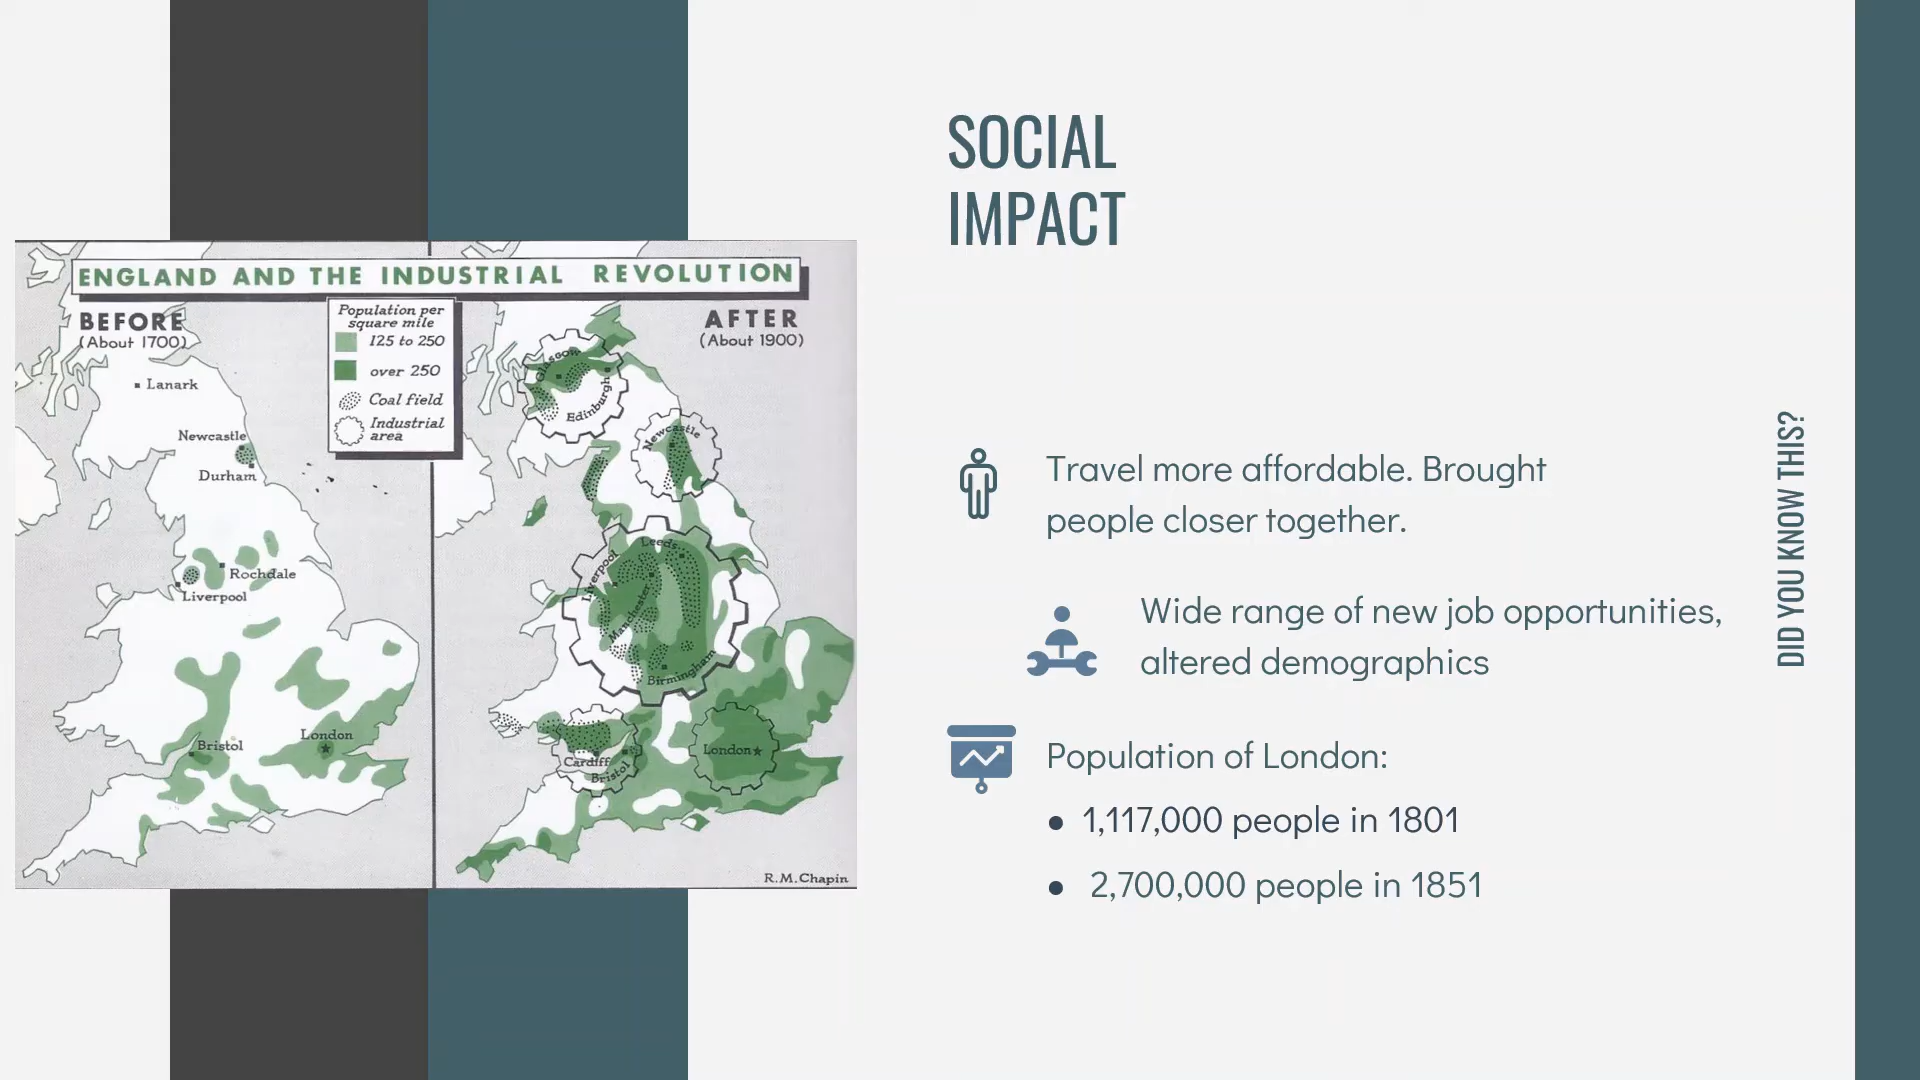 SOCIAL
IMPACT
ENGLAND AND THE INDUSTRIAL REVOLUTION
BEFORE
(About 1700)
Population per
square mile
125 to 250
over 250
Coal field
Industrial
area
AFTER
(About 1900)
Lanark
Newcastle
Durham
Rochdale
Liverpool
Bristol
London
Glasgow
Edinburgh
Newcastle
Leeds
Liverpool
Manchester
Birmingham
Cardiff
Bristol
London
R.M.Chapin
Travel more affordable. Brought
people closer together.
Wide range of new job opportunities,
altered demographics
Population of London:
• 1,117,000 people in 1801
• 2,700,000 people in 1851
DID YOU KNOW THIS?